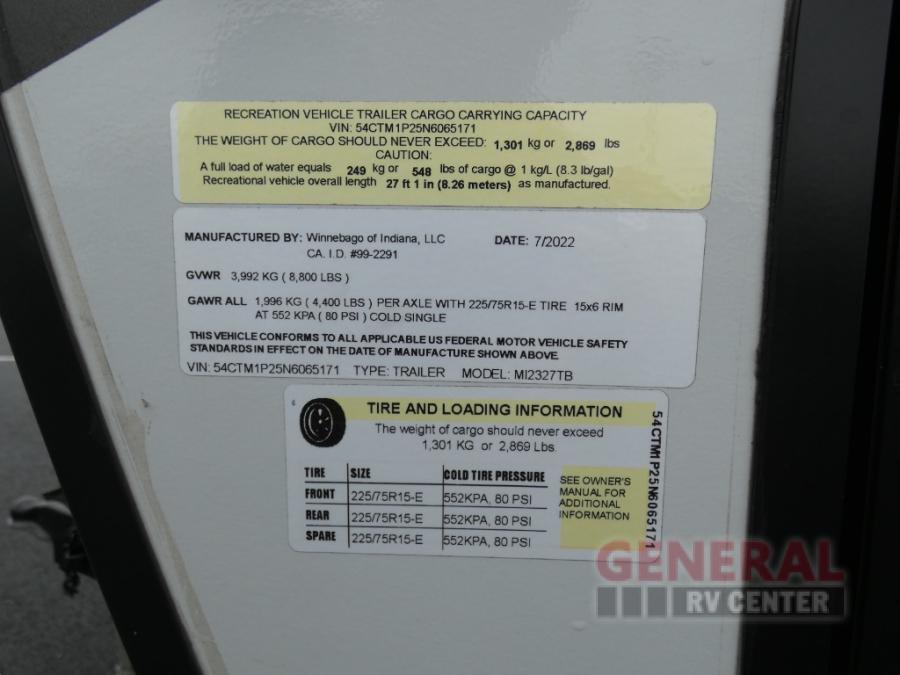 RECREATION VEHICLE TRAILER CARGO CARRYING CAPACITY
VIN: 54CTM1P25N6065171
THE WEIGHT OF CARGO SHOULD NEVER EXCEED: 1,301 kg or 2,869 lbs
CAUTION:
A full load of water equals 249 kg or 548 lbs of cargo @ 1 kg/L (8.3 lb/gal)
Recreational vehicle overall length 27 ft 1 in (8.26 meters) as manufactured.
MANUFACTURED BY: Winnebago of Indiana, LLC DATE: 7/2022
CA. I.D. #99-2291
GVWR 3,992 KG ( 8,800 LBS )
GAWR ALL 1,996 KG ( 4,400 LBS ) PER AXLE WITH 225/75R15-E TIRE 15x6 RIM
AT 552 KPA ( 80 PSI ) COLD SINGLE
THIS VEHICLE CONFORMS TO ALL APPLICABLE US FEDERAL MOTOR VEHICLE SAFETY
STANDARDS IN EFFECT ON THE DATE OF MANUFACTURE SHOWN ABOVE.
VIN: 54CTM1P25N6065171 TYPE: TRAILER MODEL: MI2327TB
TIRE AND LOADING INFORMATION
The weight of cargo should never exceed
1,301 KG or 2,869 Lbs.
TIRE SIZE COLD TIRE PRESSURE
FRONT 225/75R15-E 552KPA, 80 PSI
REAR 225/75R15-E 552KPA, 80 PSI
SPARE 225/75R15-E 552KPA, 80 PSI
SEE OWNER'S
MANUAL FOR
ADDITIONAL
INFORMATION
54CTM1P25N6065171
GENERAL
RV CENTER